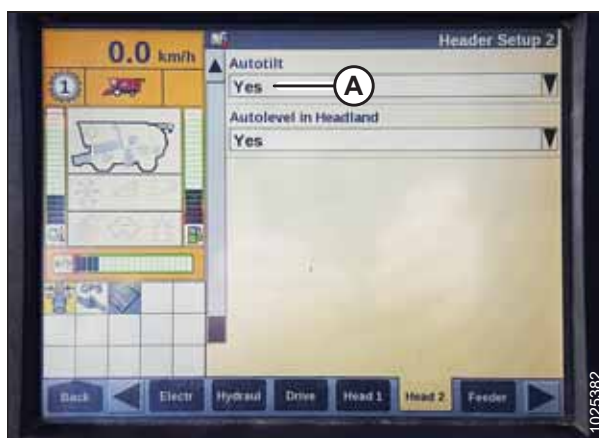 0.0 km/h
Header Setup 2
1
Autotilt
Yes
A
Autolevel in Headland
Yes
Back
Electr
Hydraul
Drive
Head 1
Head 2
Feeder
1025382